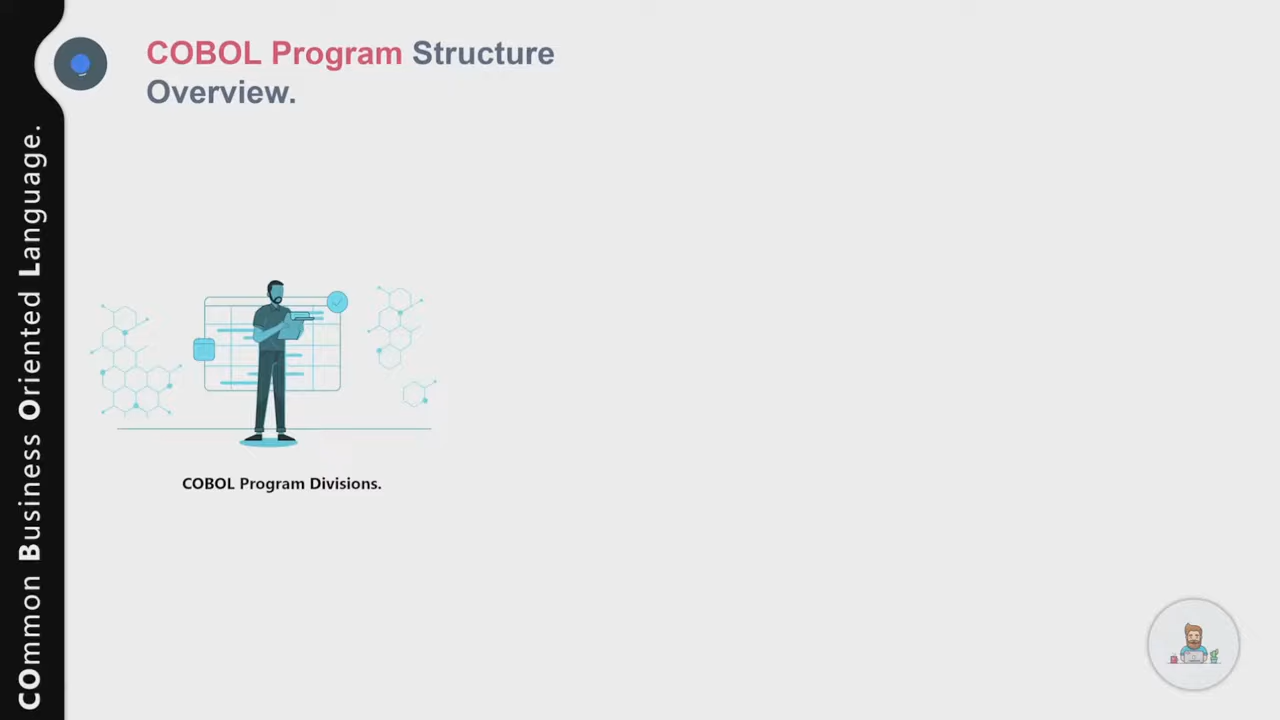 COBOL Program Structure
Overview.
COmmon Business Oriented Language.
COBOL Program Divisions.